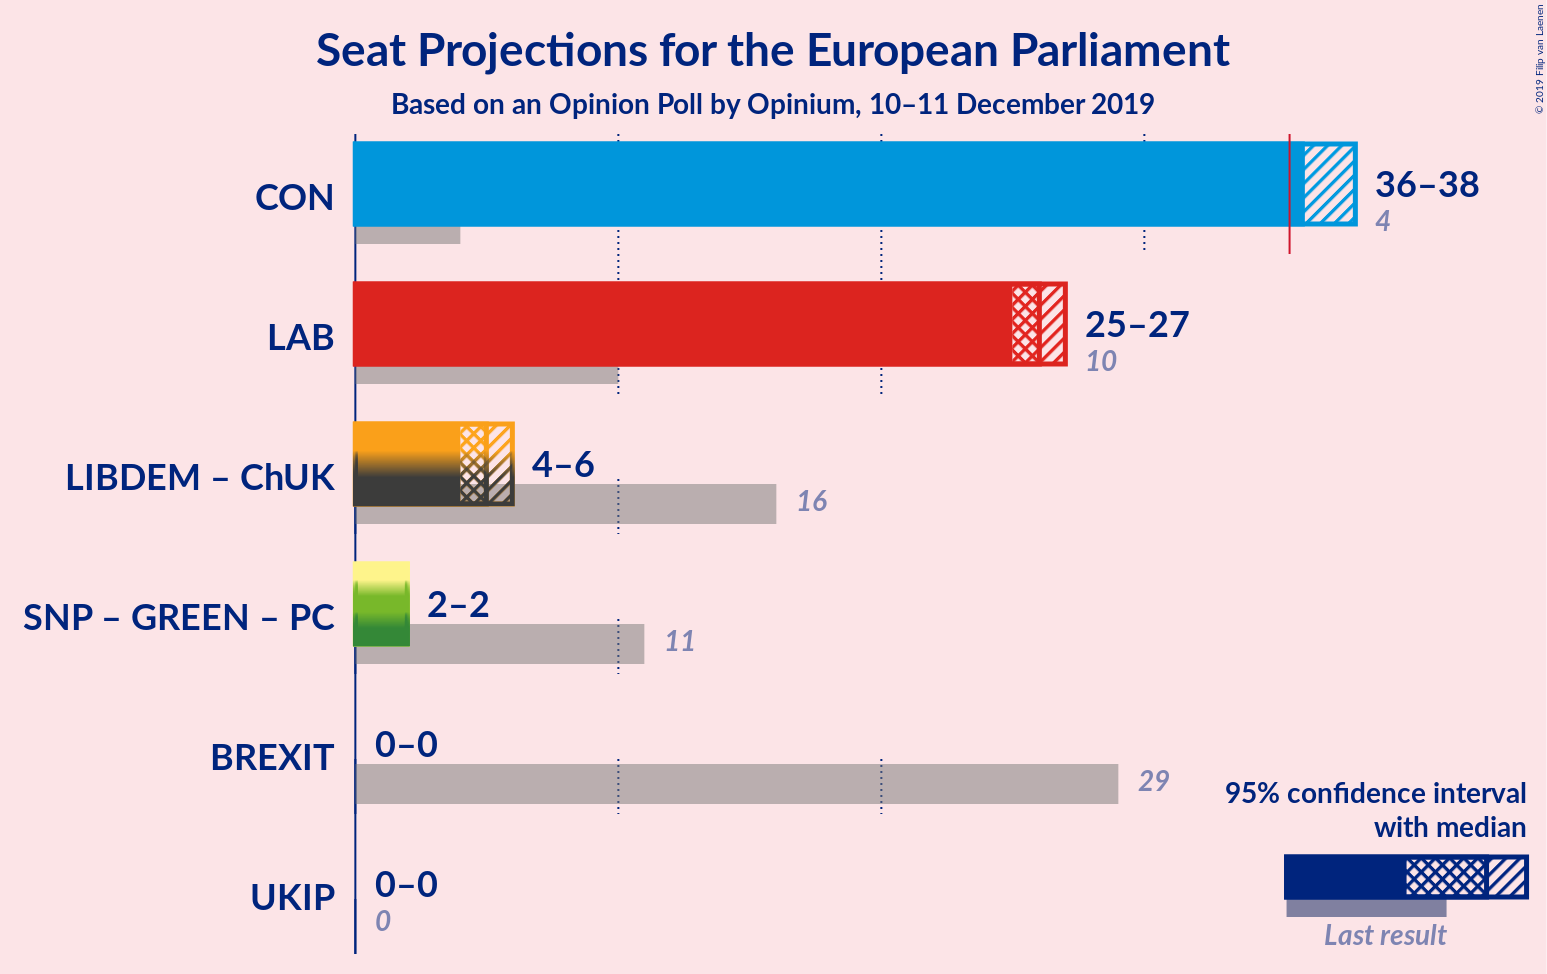 Seat Projections for the European Parliament
Based on an Opinion Poll by Opinium, 10–11 December 2019
© 2019 Filip van Laenen
CON
36–38
4
LAB
25–27
10
LIBDEM – ChUK
4–6
16
SNP – GREEN – PC
2–2
11
BREXIT
0–0
29
UKIP
0–0
0
95% confidence interval
with median
Last result